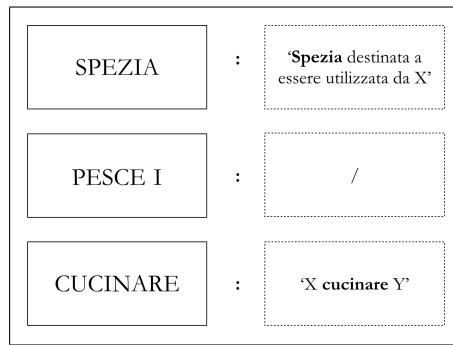 SPEZIA : ‘Spezia destinata a
essere utilizzata da X’
PESCE I : /
CUCINARE : ‘X cucinare Y’